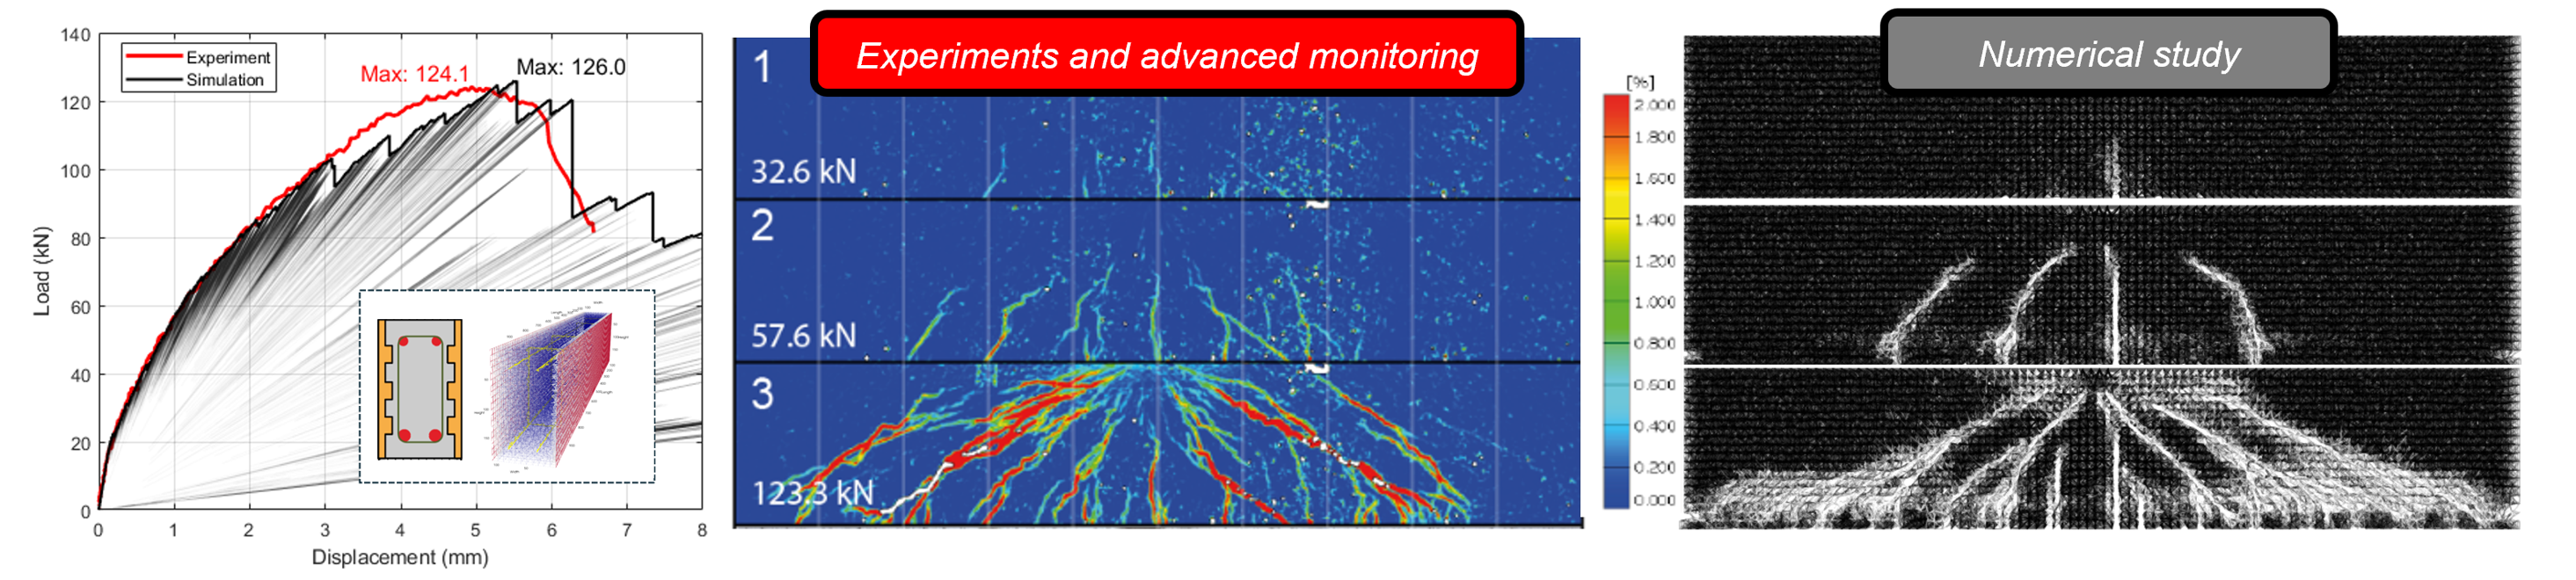 140
120
100
80
60
40
20
0
0 1 2 3 4 5 6 7 8
Load (kN)
Displacement (mm)
Experiment
Simulation
Max: 124.1
Max: 126.0
Experiments and advanced monitoring
1
32.6 kN
2
57.6 kN
3
123.3 kN
[%]
2.000
1.800
1.600
1.400
1.200
1.000
0.800
0.600
0.400
0.200
0.000
Numerical study